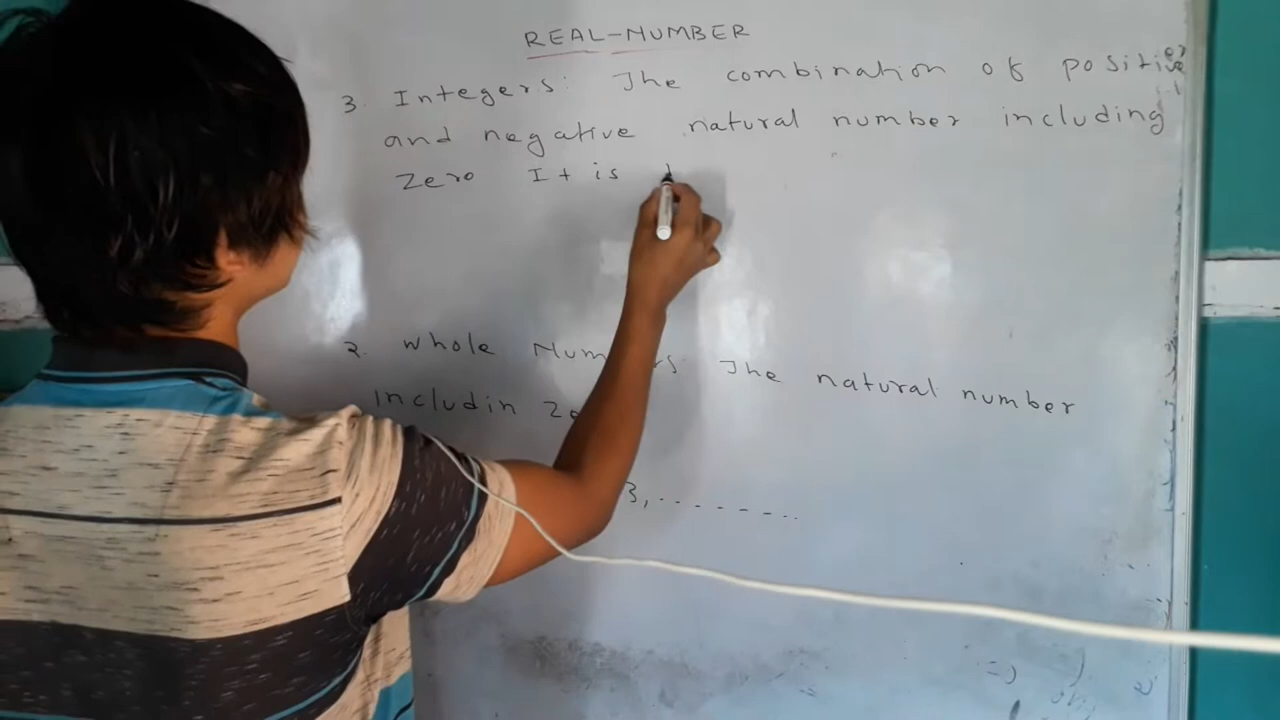 REAL-NUMBER
3. Integers: The combination of positive
and negative natural number including
Zero It is
2. Whole The natural number
includin
3,--------